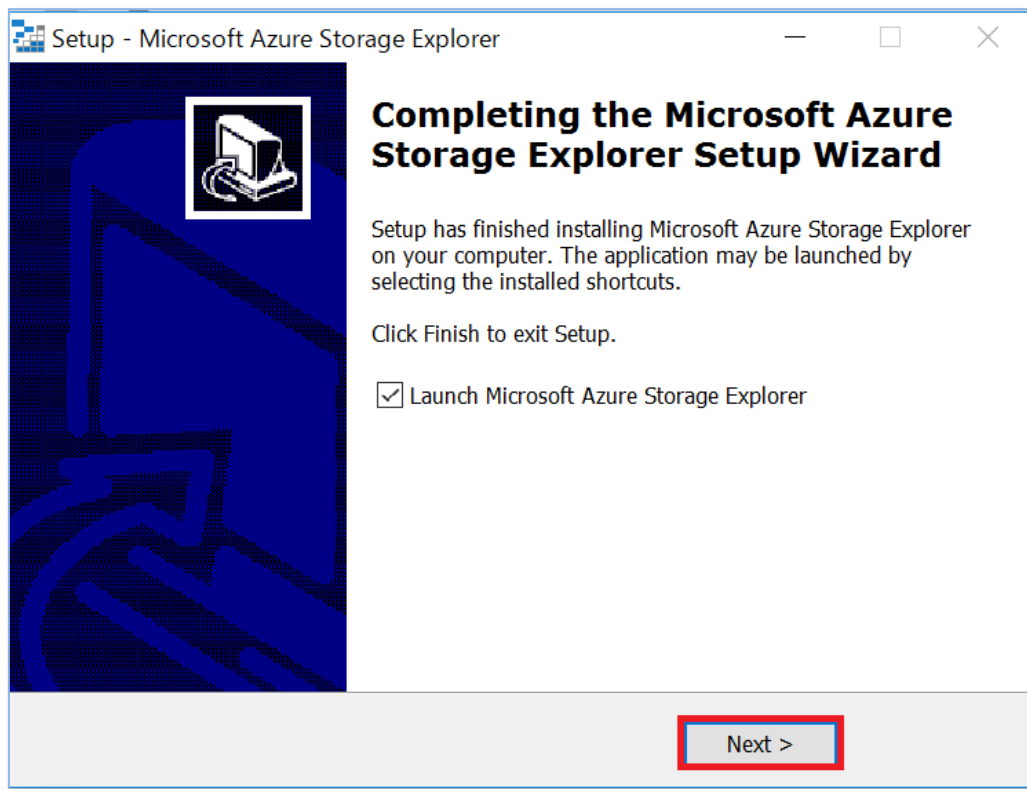 Setup - Microsoft Azure Storage Explorer
Completing the Microsoft Azure
Storage Explorer Setup Wizard
Setup has finished installing Microsoft Azure Storage Explorer
on your computer. The application may be launched by
selecting the installed shortcuts.
Click Finish to exit Setup.
Launch Microsoft Azure Storage Explorer
Next >